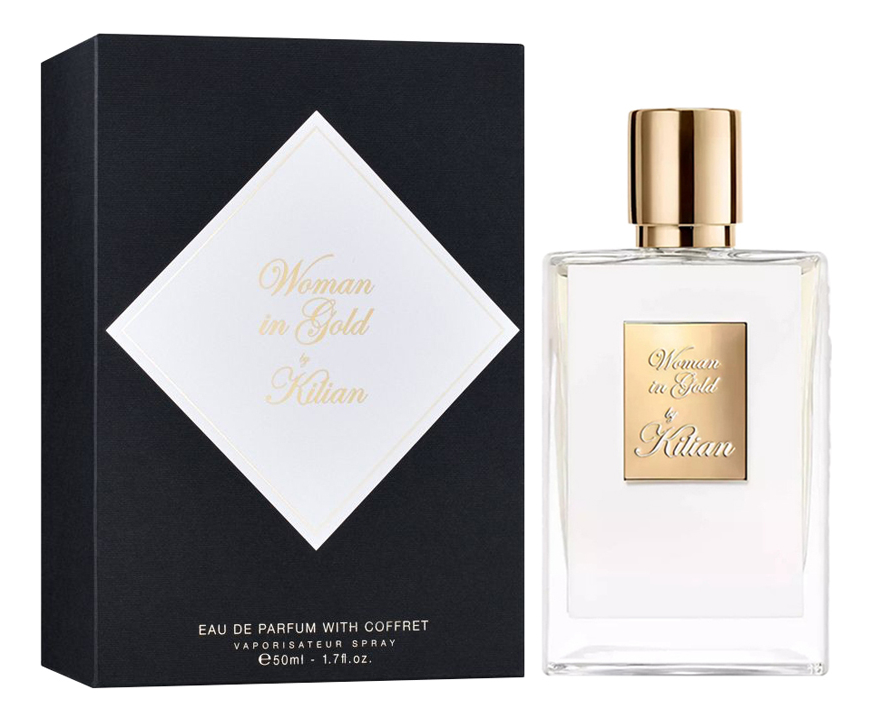 Woman
in Gold
by
Kilian
EAU DE PARFUM WITH COFFRET
VAPORISATEUR SPRAY
℮50ml - 1.7fl.oz.
Woman
in Gold
by
Kilian